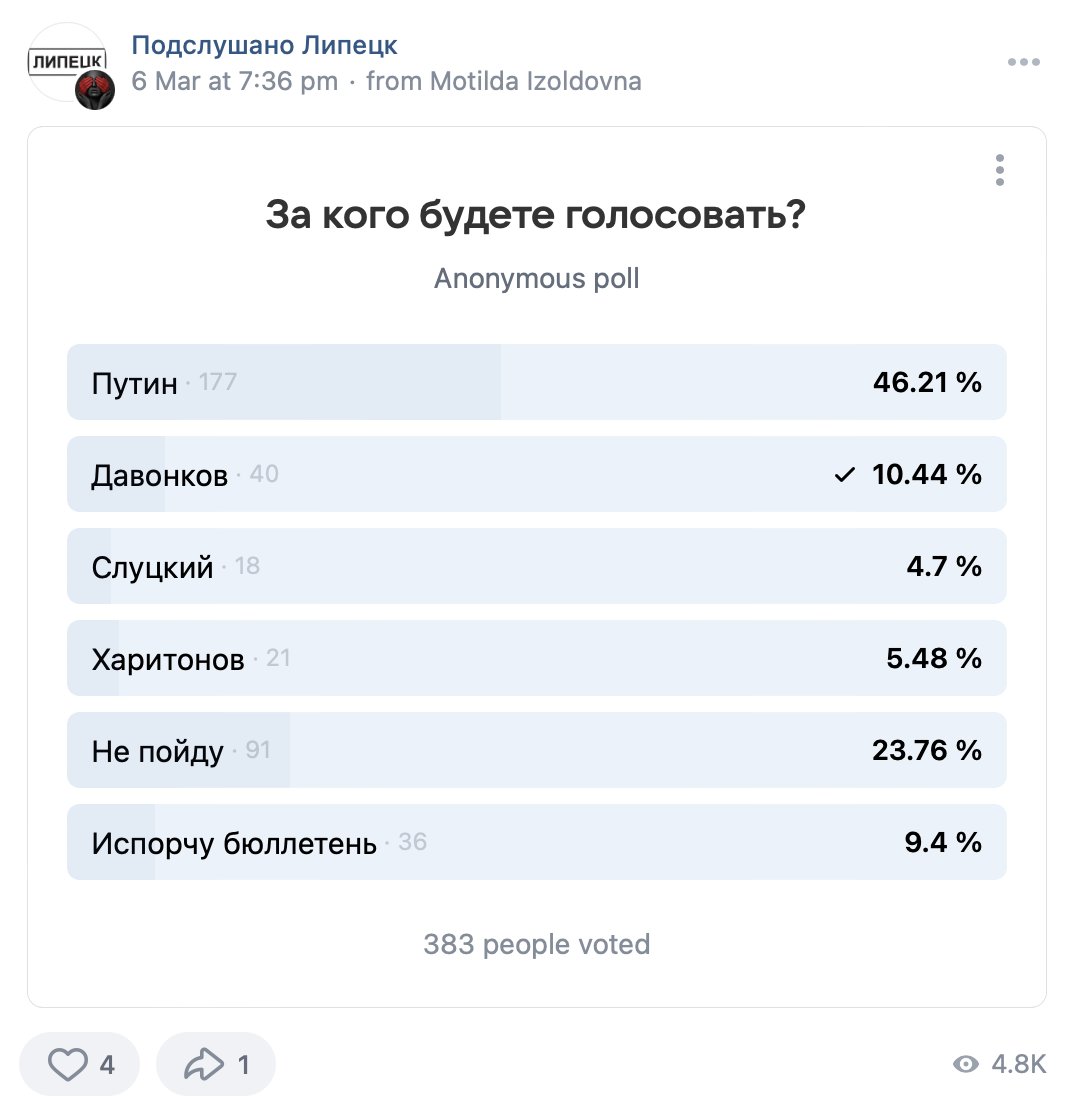 ЛИПЕЦК
Подслушано Липецк
6 Mar at 7:36 pm · from Motilda Izoldovna
За кого будете голосовать?
Anonymous poll
Путин · 177 46.21 %
Давонков · 40 10.44 %
Слуцкий · 18 4.7 %
Харитонов · 21 5.48 %
Не пойду · 91 23.76 %
Испорчу бюллетень · 36 9.4 %
383 people voted
4 1 4.8K